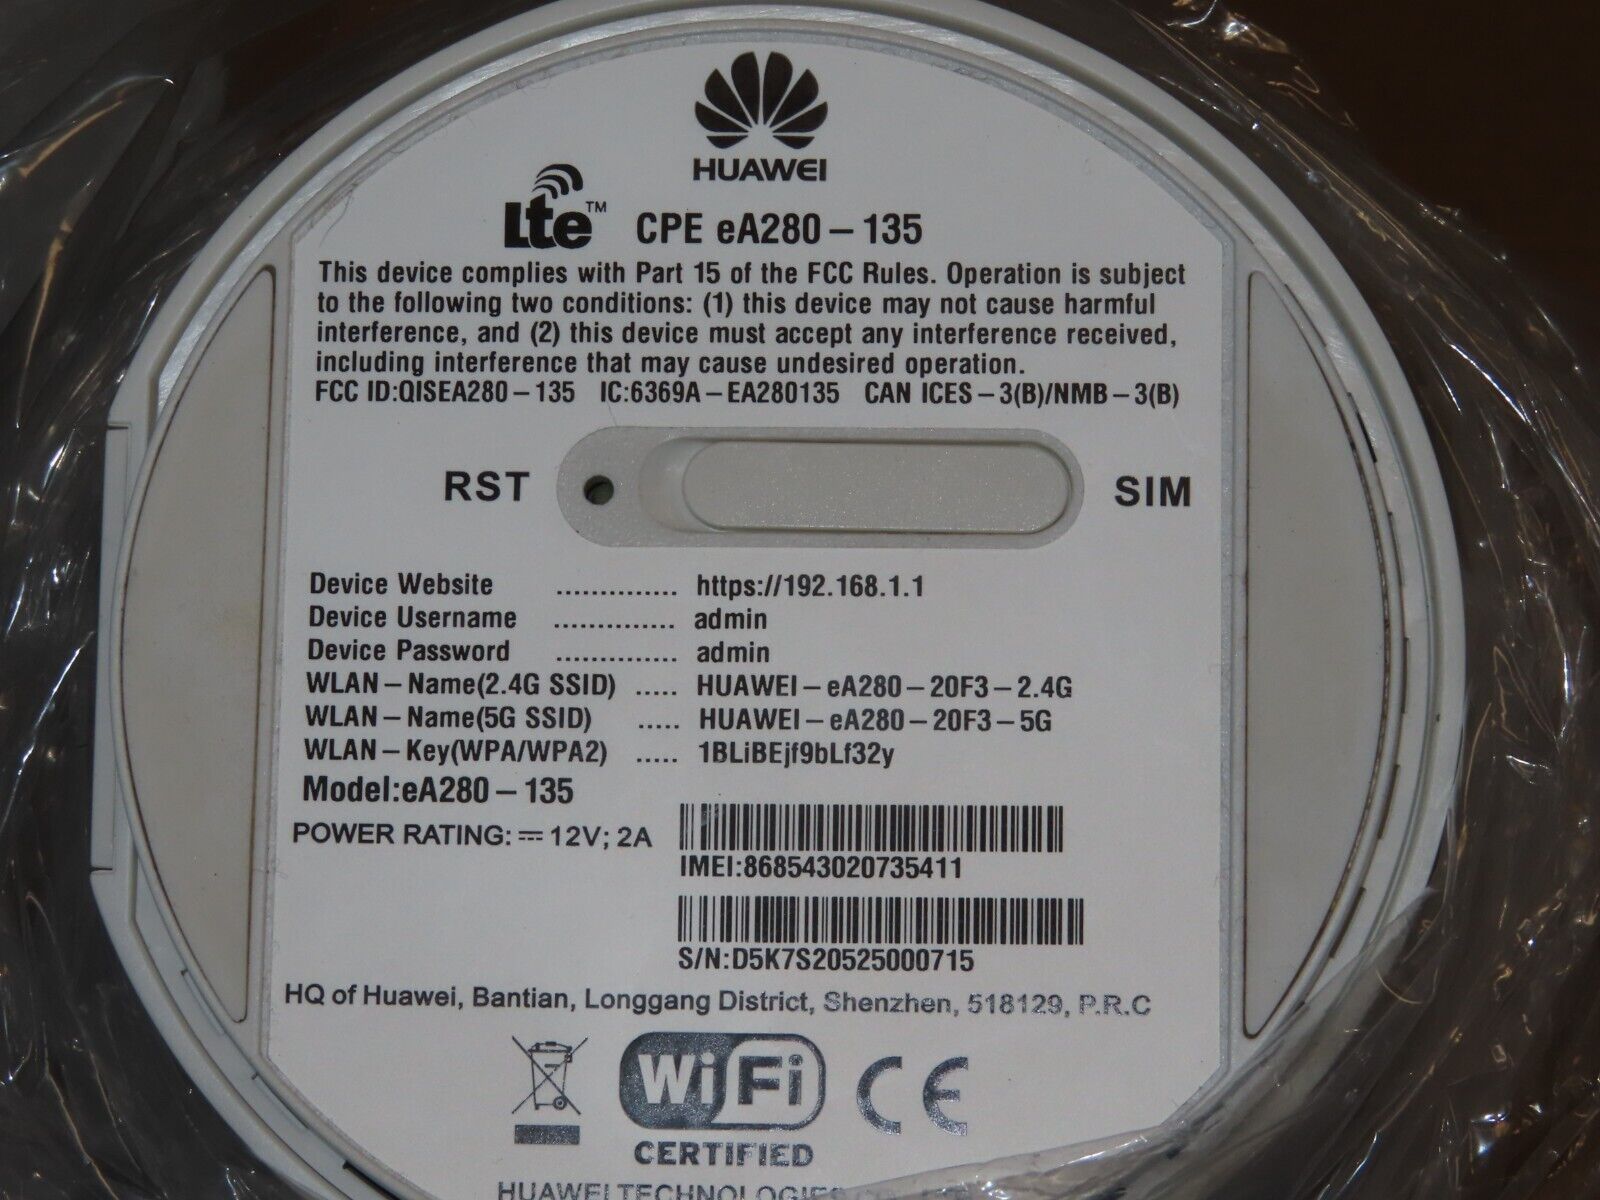 HUAWEI
Lte™ CPE eA280-135
This device complies with Part 15 of the FCC Rules. Operation is subject
to the following two conditions: (1) this device may not cause harmful
interference, and (2) this device must accept any interference received,
including interference that may cause undesired operation.
FCC ID:QISEA280-135 IC:6369A-EA280135 CAN ICES-3(B)/NMB-3(B)
RST SIM
Device Website .............. https://192.168.1.1
Device Username .............. admin
Device Password .............. admin
WLAN-Name(2.4G SSID) ..... HUAWEI-eA280-20F3-2.4G
WLAN-Name(5G SSID) ..... HUAWEI-eA280-20F3-5G
WLAN-Key(WPA/WPA2) ..... 1BLiBEjf9bLf32y
Model:eA280-135
POWER RATING: ⎓ 12V; 2A
IMEI:868543020735411
S/N:D5K7S20525000715
HQ of Huawei, Bantian, Longgang District, Shenzhen, 518129, P.R.C
WiFi CE
CERTIFIED
HUAWEI TECHNOLOGIES